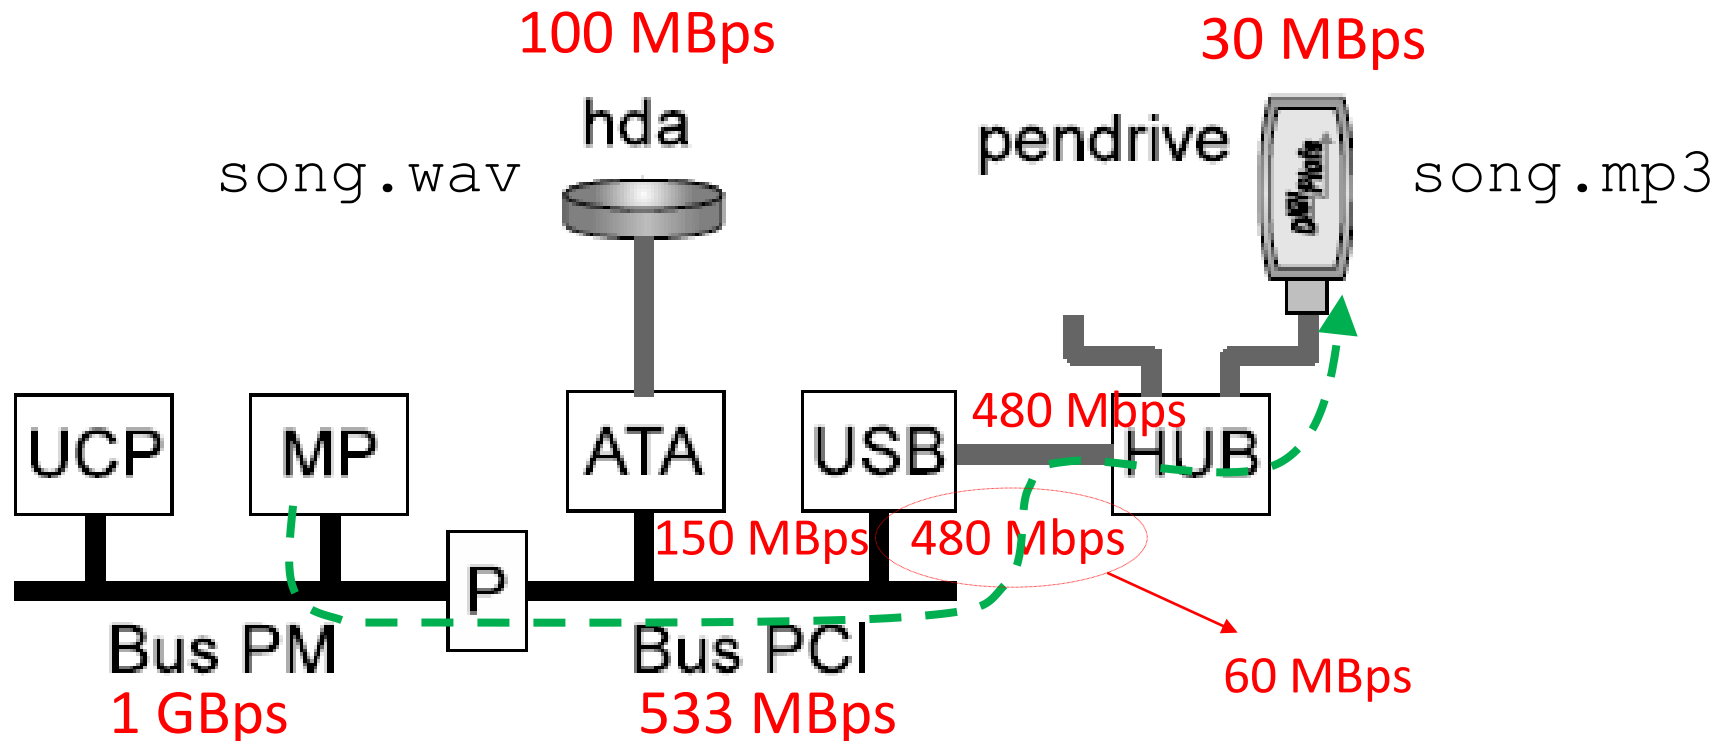 100 MBps
30 MBps
hda
pendrive
song.wav
song.mp3
480 Mbps
UCP
MP
ATA
USB
HUB
150 MBps
480 Mbps
P
Bus PM
Bus PCI
60 MBps
1 GBps
533 MBps